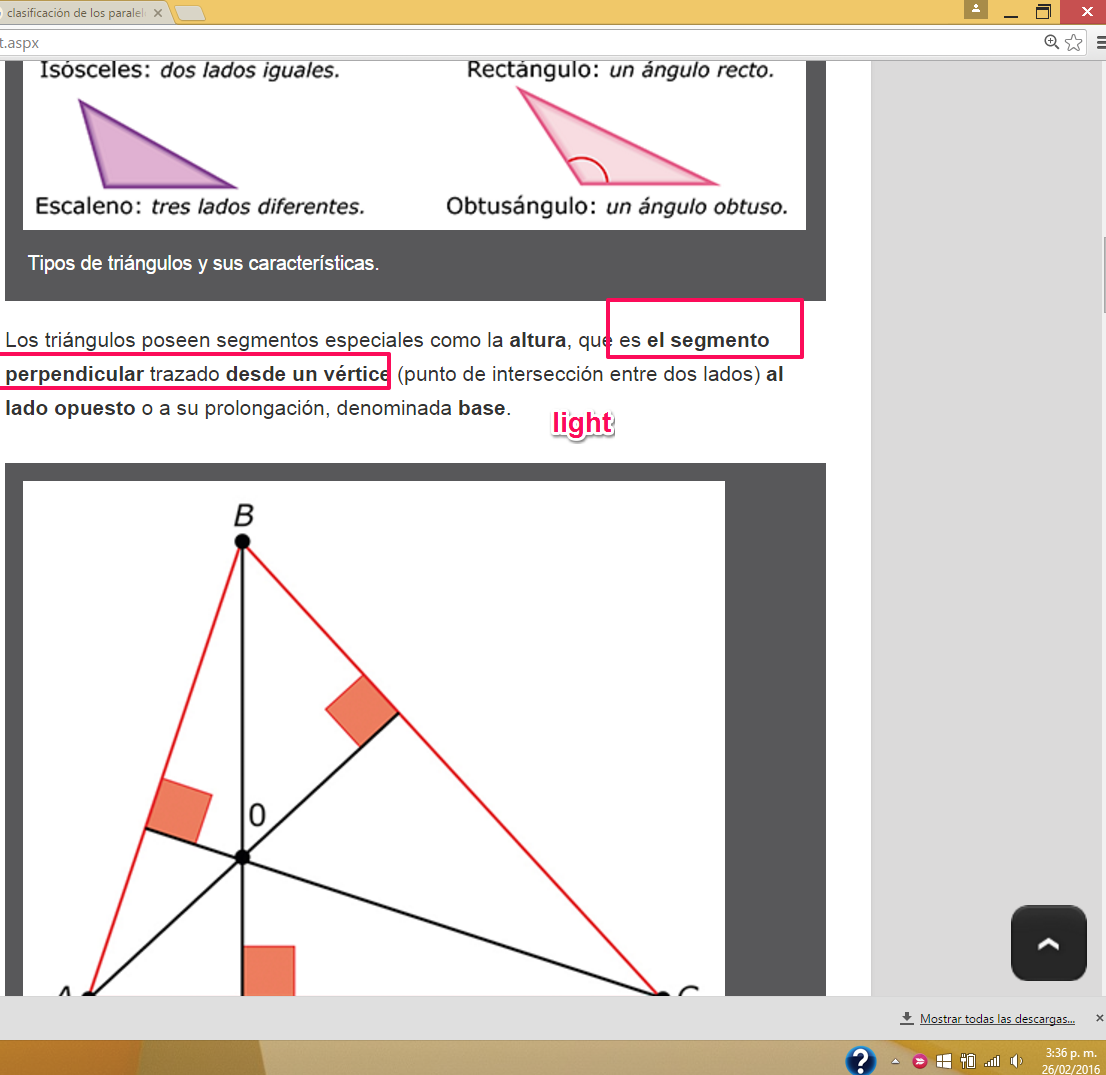 clasificación de los paralel
t.aspx
Isósceles: dos lados iguales.
Rectángulo: un ángulo recto.
Escaleno: tres lados diferentes.
Obtusángulo: un ángulo obtuso.
Tipos de triángulos y sus características.
Los triángulos poseen segmentos especiales como la altura, que es el segmento
perpendicular trazado desde un vértice (punto de intersección entre dos lados) al
lado opuesto o a su prolongación, denominada base.
light
B
0
A
C
Mostrar todas las descargas...
3:36 p. m.
26/02/2016